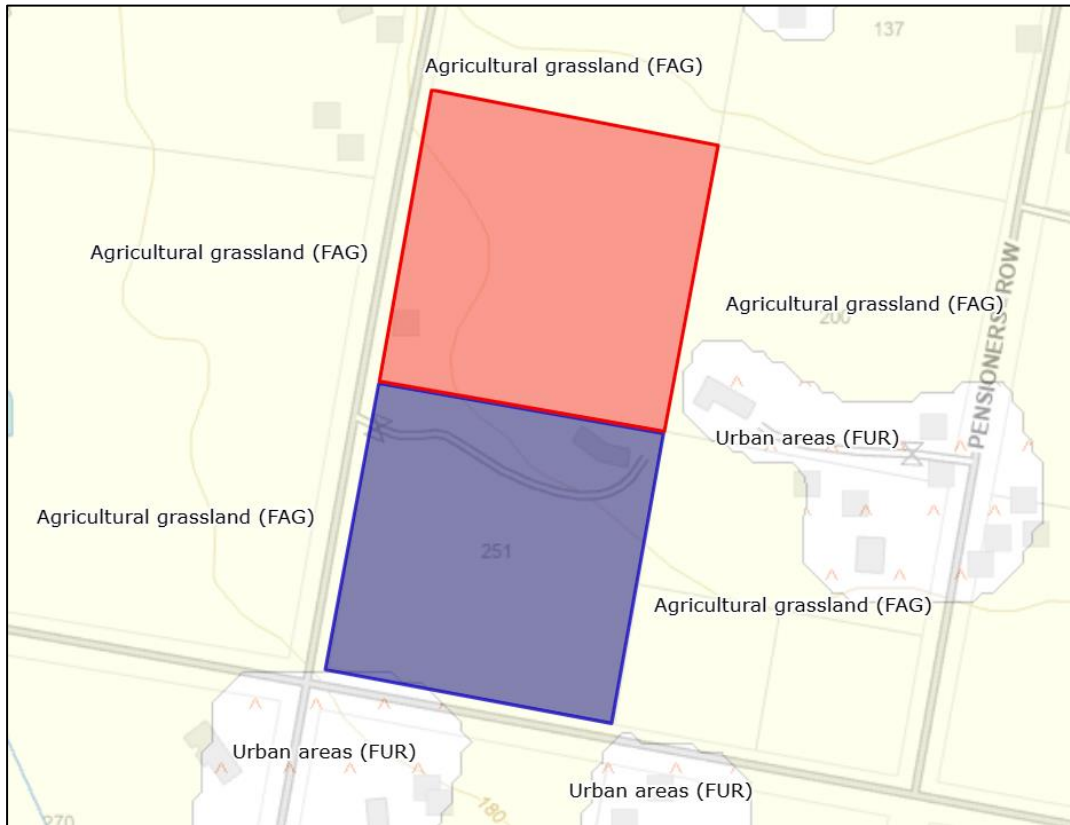 137
Agricultural grassland (FAG)
Agricultural grassland (FAG)
Agricultural grassland (FAG)
200
PENSIONERS-ROW
Urban areas (FUR)
Agricultural grassland (FAG)
251
Agricultural grassland (FAG)
Urban areas (FUR)
Urban areas (FUR)
180
270